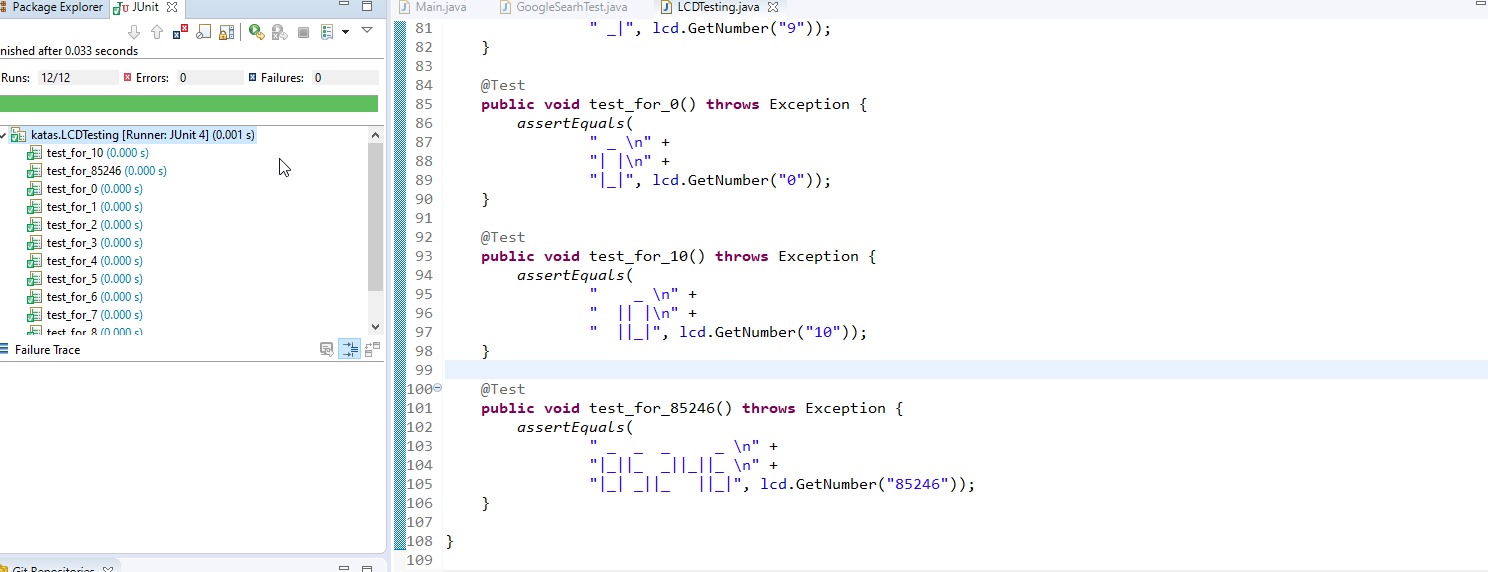 Package Explorer
JUnit
nished after 0.033 seconds
Runs: 12/12 Errors: 0 Failures: 0
katas.LCDTesting [Runner: JUnit 4] (0.001 s)
test_for_10 (0.000 s)
test_for_85246 (0.000 s)
test_for_0 (0.000 s)
test_for_1 (0.000 s)
test_for_2 (0.000 s)
test_for_3 (0.000 s)
test_for_4 (0.000 s)
test_for_5 (0.000 s)
test_for_6 (0.000 s)
test_for_7 (0.000 s)
test_for_8 (0.000 s)
Failure Trace
Git Repositories
Main.java
GoogleSearhTest.java
LCDTesting.java
81                 " _|", lcd.GetNumber("9"));
82     }
83
84     @Test
85     public void test_for_0() throws Exception {
86         assertEquals(
87                 " _ \n" +
88                 "| |\n" +
89                 "|_|", lcd.GetNumber("0"));
90     }
91
92     @Test
93     public void test_for_10() throws Exception {
94         assertEquals(
95                 "    _ \n" +
96                 "  || |\n" +
97                 "  ||_|", lcd.GetNumber("10"));
98     }
99
100     @Test
101     public void test_for_85246() throws Exception {
102         assertEquals(
103                 " _  _  _     _ \n" +
104                 "|_||_  _||_||_ \n" +
105                 "|_| _||_   ||_|", lcd.GetNumber("85246"));
106     }
107
108 }
109